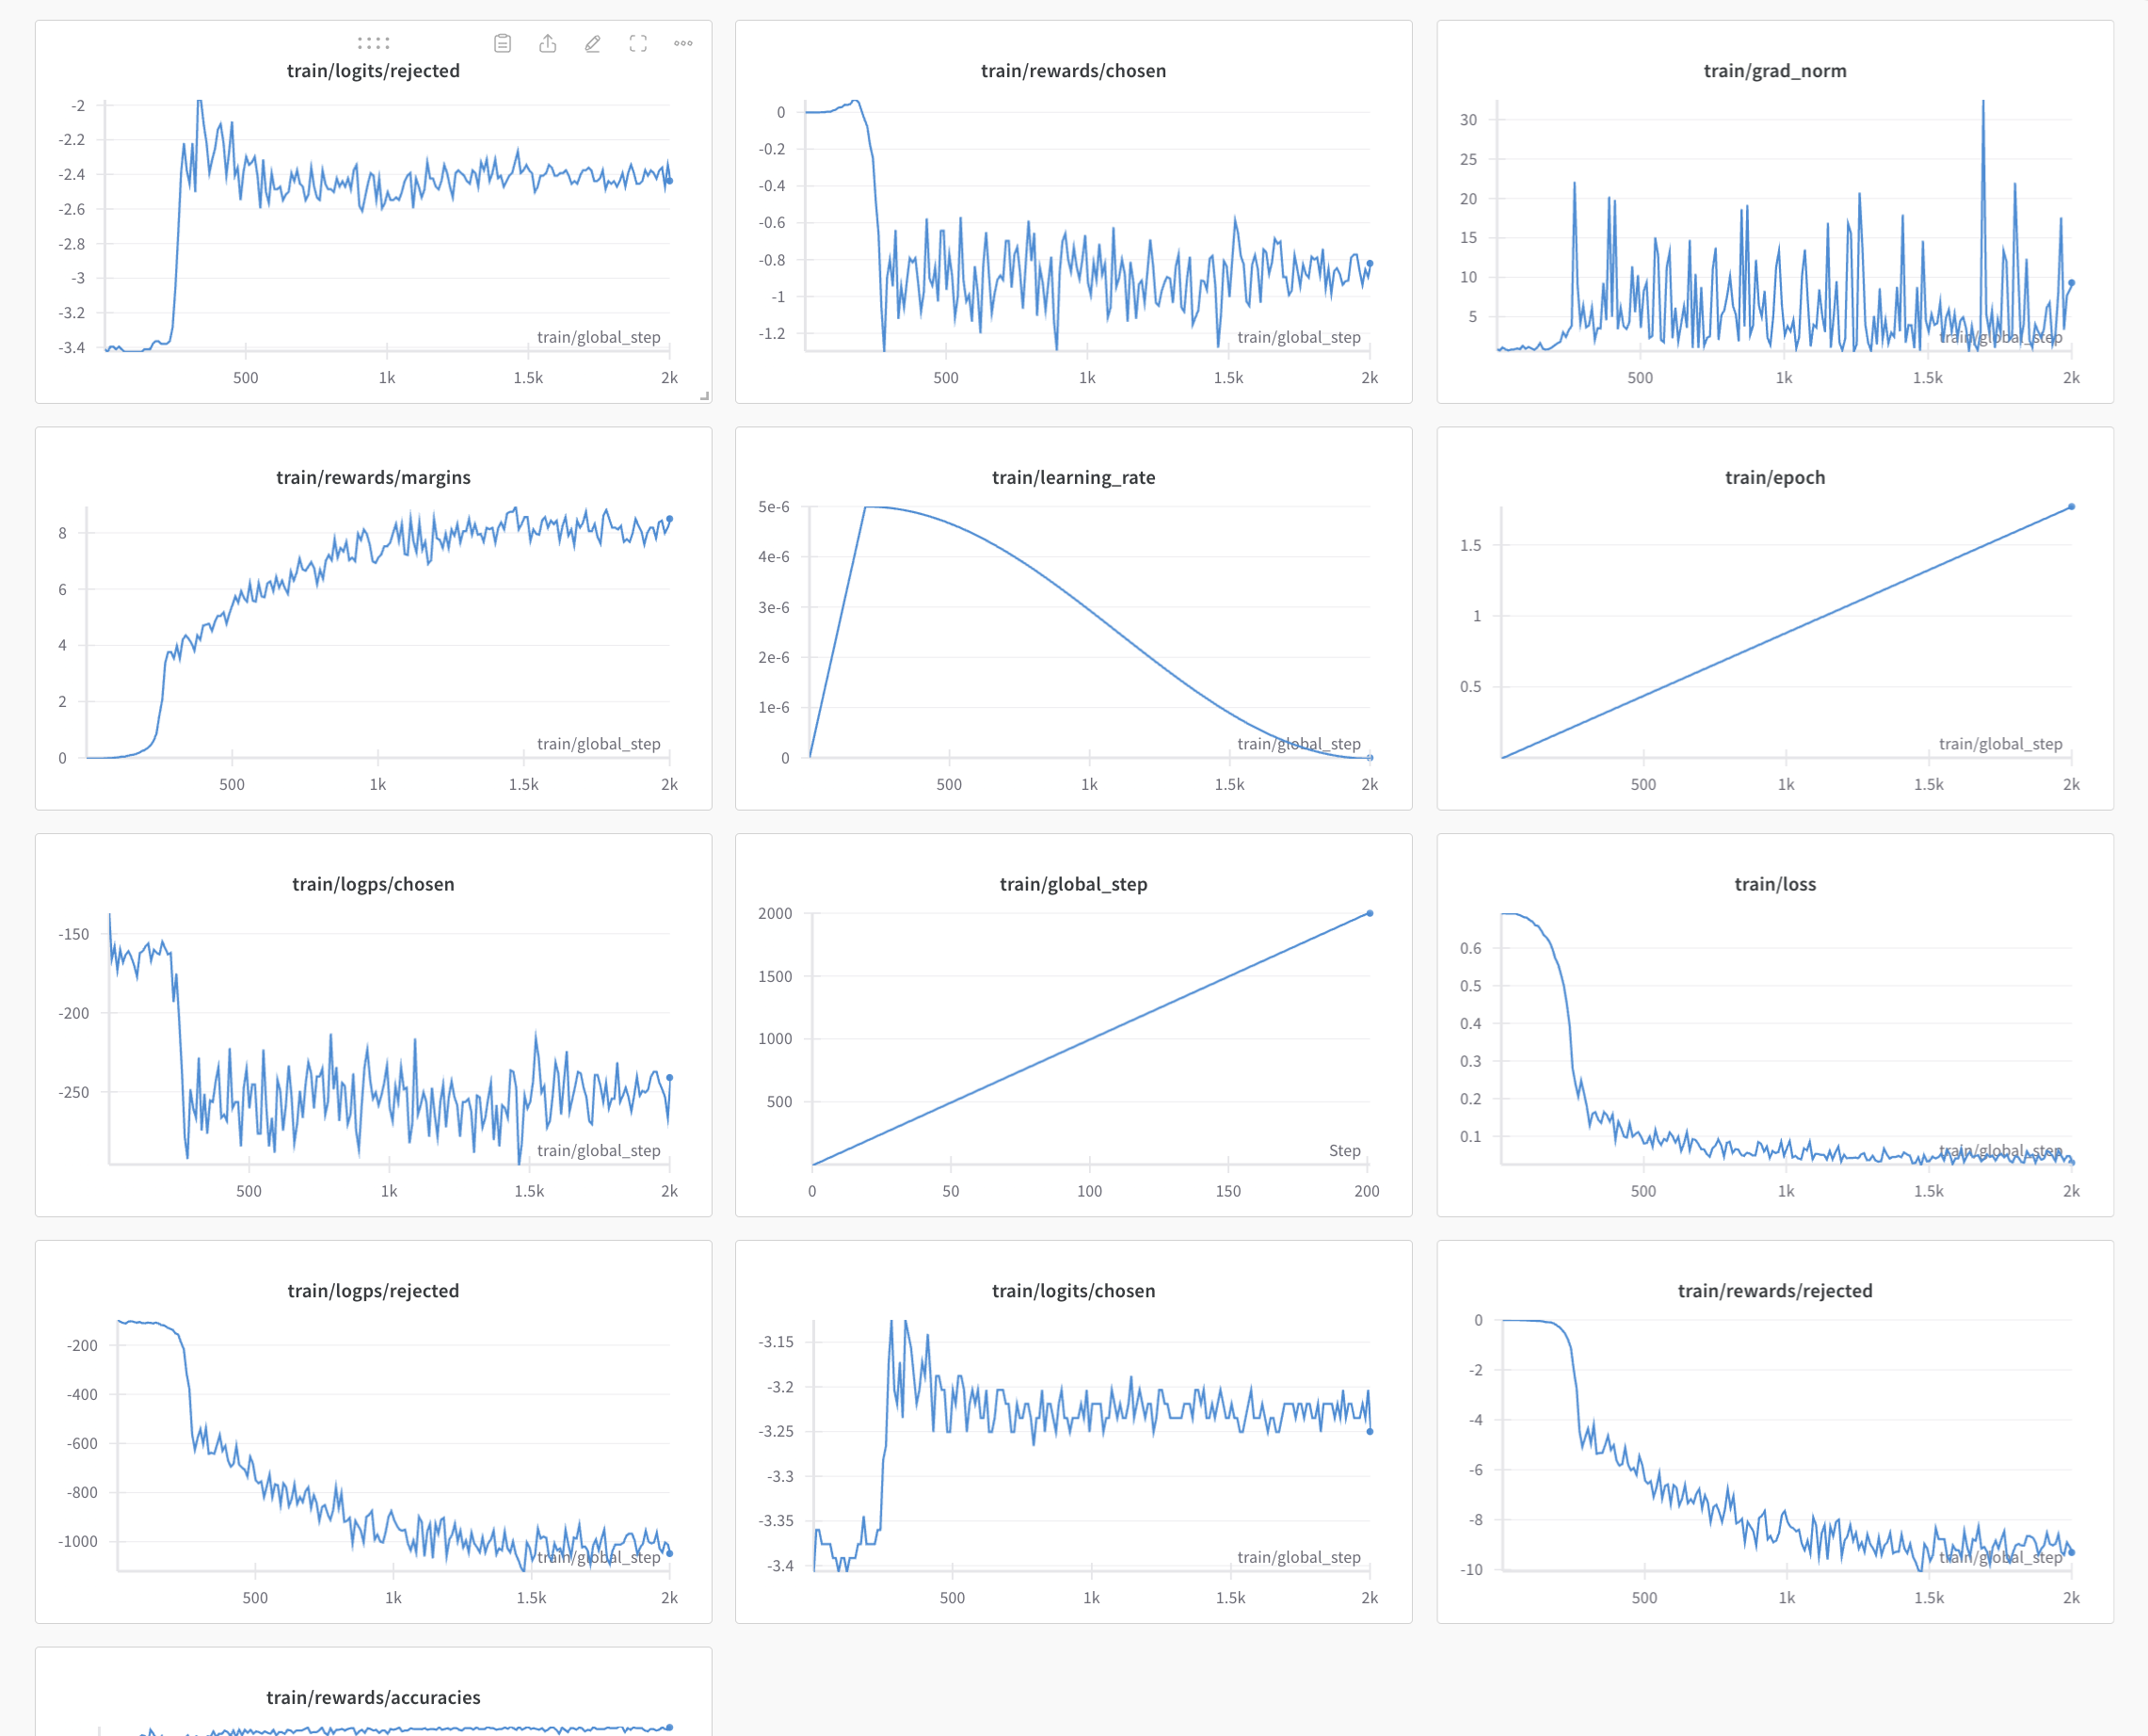 train/logits/rejected
-2
-2.2
-2.4
-2.6
-2.8
-3
-3.2
-3.4
train/global_step
500 1k 1.5k 2k
train/rewards/chosen
0
-0.2
-0.4
-0.6
-0.8
-1
-1.2
train/global_step
500 1k 1.5k 2k
train/grad_norm
30
25
20
15
10
5
train/global_step
500 1k 1.5k 2k
train/rewards/margins
8
6
4
2
0
train/global_step
500 1k 1.5k 2k
train/learning_rate
5e-6
4e-6
3e-6
2e-6
1e-6
0
train/global_step
500 1k 1.5k 2k
train/epoch
1.5
1
0.5
train/global_step
500 1k 1.5k 2k
train/logps/chosen
-150
-200
-250
train/global_step
500 1k 1.5k 2k
train/global_step
2000
1500
1000
500
Step
0 50 100 150 200
train/loss
0.6
0.5
0.4
0.3
0.2
0.1
train/global_step
500 1k 1.5k 2k
train/logps/rejected
-200
-400
-600
-800
-1000
train/global_step
500 1k 1.5k 2k
train/logits/chosen
-3.15
-3.2
-3.25
-3.3
-3.35
-3.4
train/global_step
500 1k 1.5k 2k
train/rewards/rejected
0
-2
-4
-6
-8
-10
train/global_step
500 1k 1.5k 2k
train/rewards/accuracies